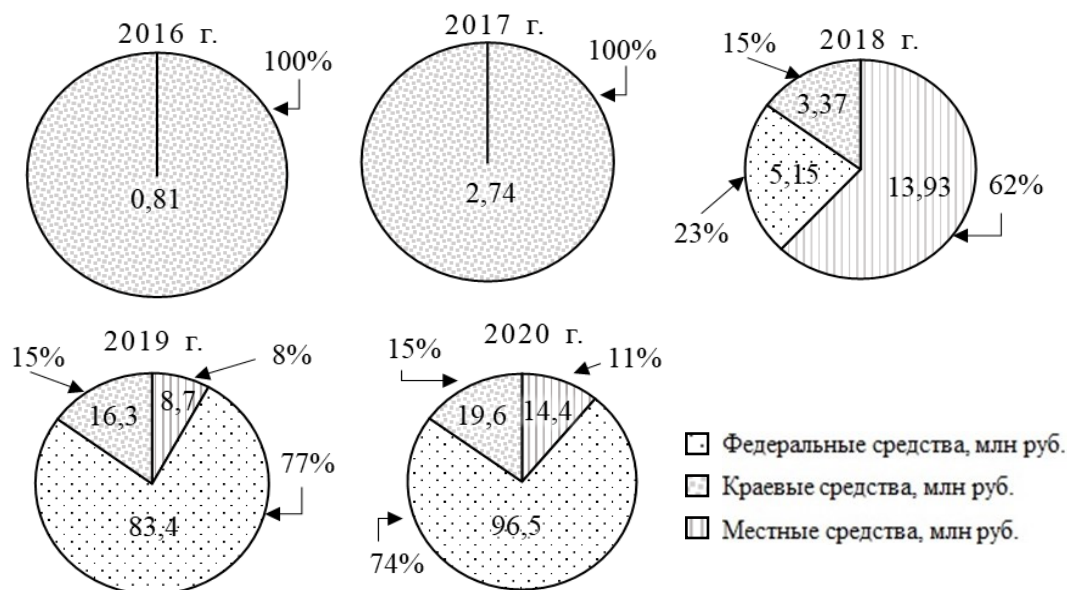 2016 г.
100%
0,81
2017 г.
100%
2,74
2018 г.
15%
3,37
5,15
13,93
62%
23%
2019 г.
15%
8%
16,3
8,7
77%
83,4
2020 г.
15%
11%
19,6
14,4
96,5
74%
Федеральные средства, млн руб.
Краевые средства, млн руб.
Местные средства, млн руб.